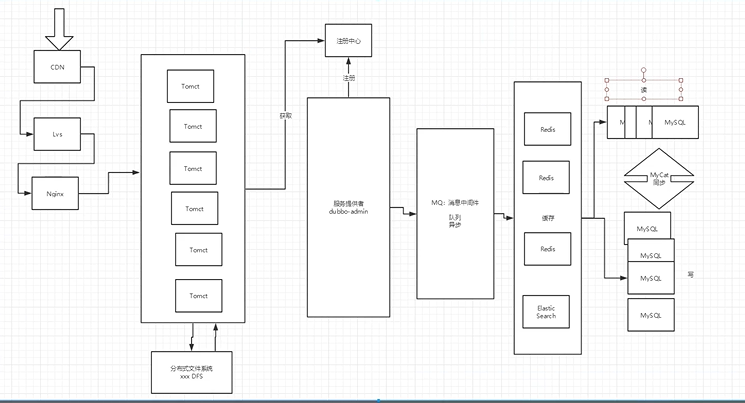 CDN
Lvs
Nginx
Tomct
Tomct
Tomct
Tomct
Tomct
Tomct
分布式文件系统
xxx DFS
获取
注册中心
注册
服务提供者
dubbo-admin
MQ：消息中间件
队列
异步
Redis
Redis
缓存
Redis
Elastic
Search
读
M
M
MySQL
MyCat
同步
MySQL
MySQL
MySQL
写
MySQL